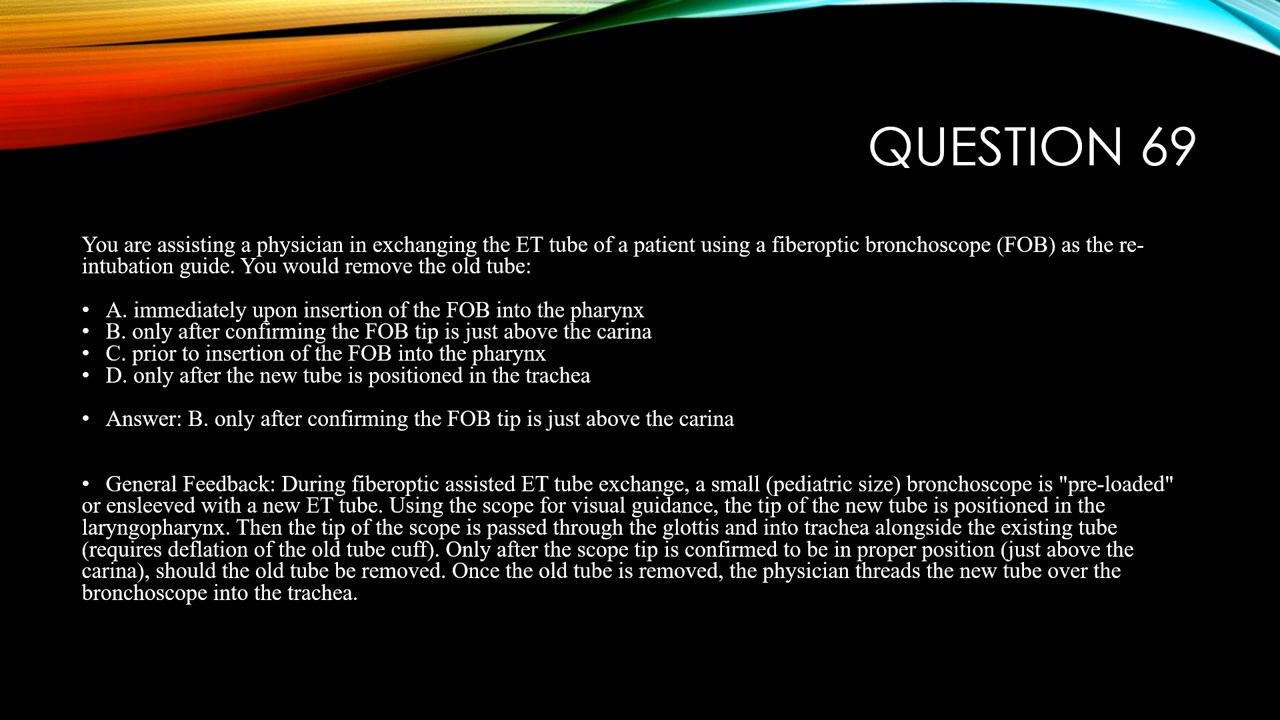 QUESTION 69
You are assisting a physician in exchanging the ET tube of a patient using a fiberoptic bronchoscope (FOB) as the re-
intubation guide. You would remove the old tube:
• A. immediately upon insertion of the FOB into the pharynx
• B. only after confirming the FOB tip is just above the carina
• C. prior to insertion of the FOB into the pharynx
• D. only after the new tube is positioned in the trachea
• Answer: B. only after confirming the FOB tip is just above the carina
• General Feedback: During fiberoptic assisted ET tube exchange, a small (pediatric size) bronchoscope is "pre-loaded"
or ensleeved with a new ET tube. Using the scope for visual guidance, the tip of the new tube is positioned in the
laryngopharynx. Then the tip of the scope is passed through the glottis and into trachea alongside the existing tube
(requires deflation of the old tube cuff). Only after the scope tip is confirmed to be in proper position (just above the
carina), should the old tube be removed. Once the old tube is removed, the physician threads the new tube over the
bronchoscope into the trachea.